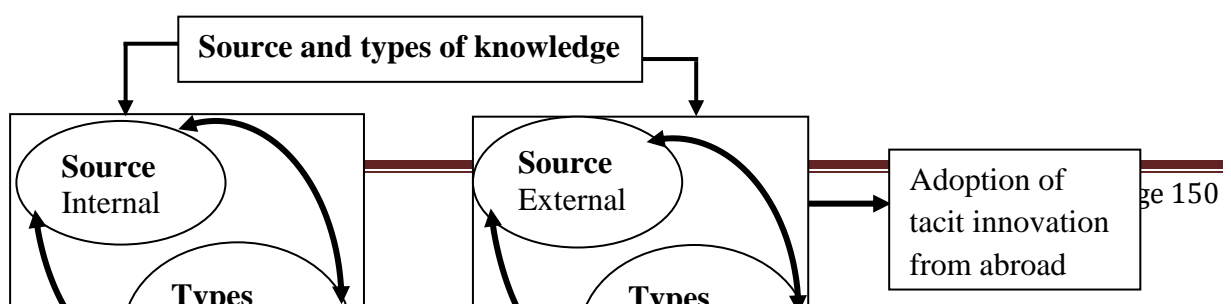 Source and types of knowledge
Source
Internal
Source
External
Adoption of
tacit innovation
from abroad
ge 150
Types
Types